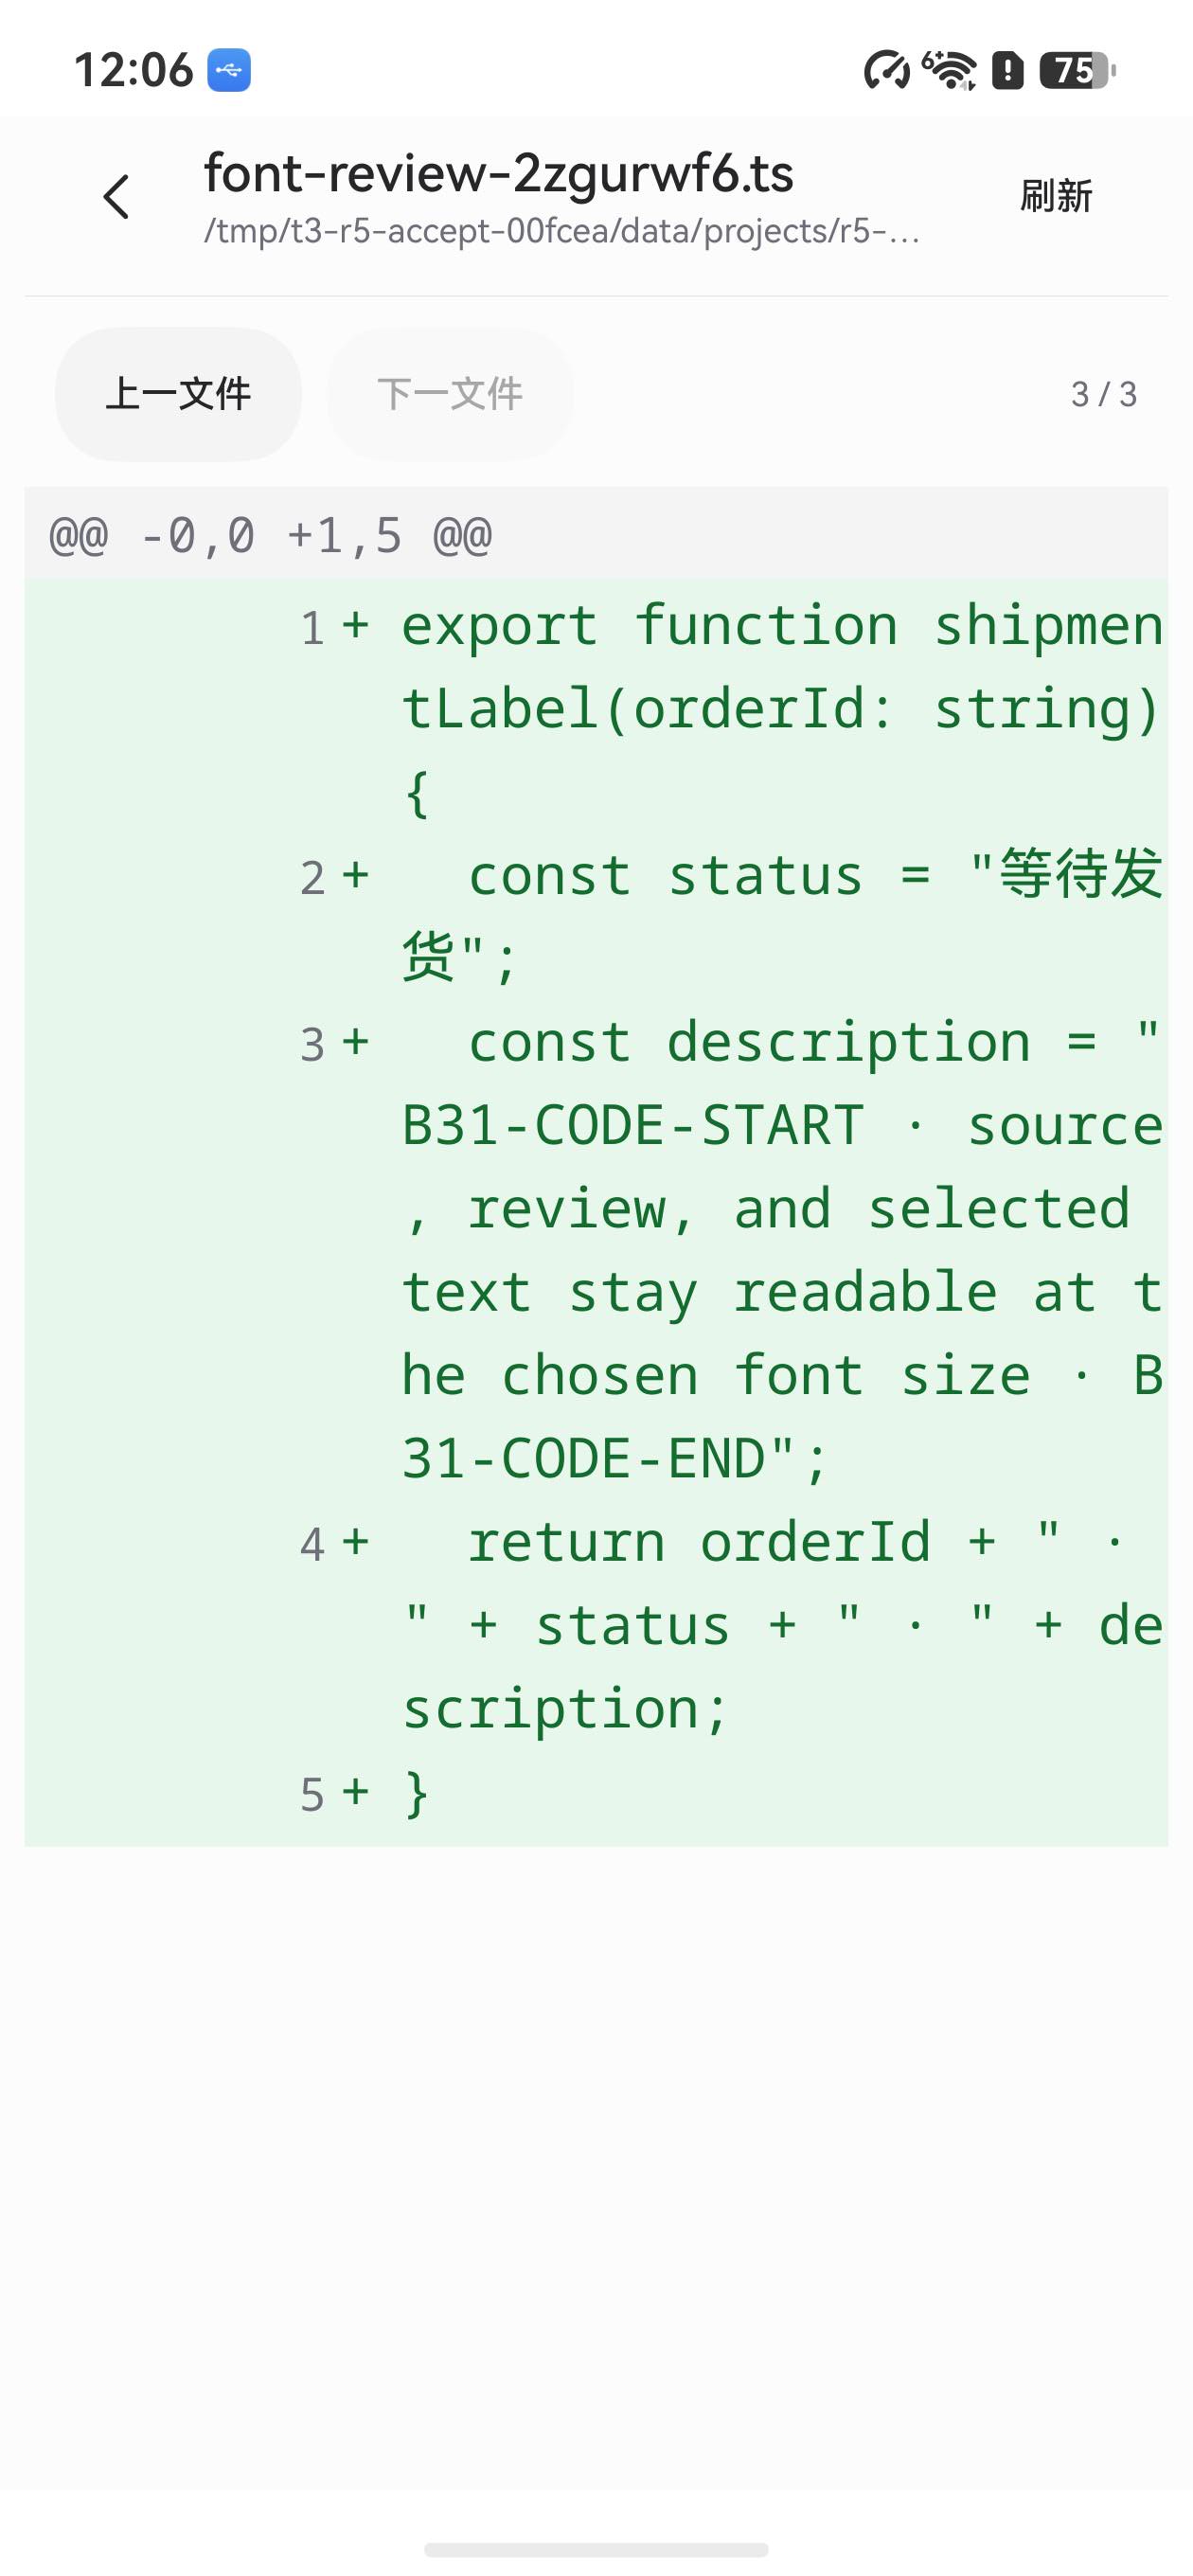 12:06
6+
75
font-review-2zgurwf6.ts
刷新
/tmp/t3-r5-accept-00fcea/data/projects/r5-…
上一文件
下一文件
3 / 3
@@ -0,0 +1,5 @@
1 + export function shipmen
tLabel(orderId: string)
{
2 +   const status = "等待发
货";
3 +   const description = "
B31-CODE-START · source
, review, and selected
text stay readable at t
he chosen font size · B
31-CODE-END";
4 +   return orderId + " ·
" + status + " · " + de
scription;
5 + }